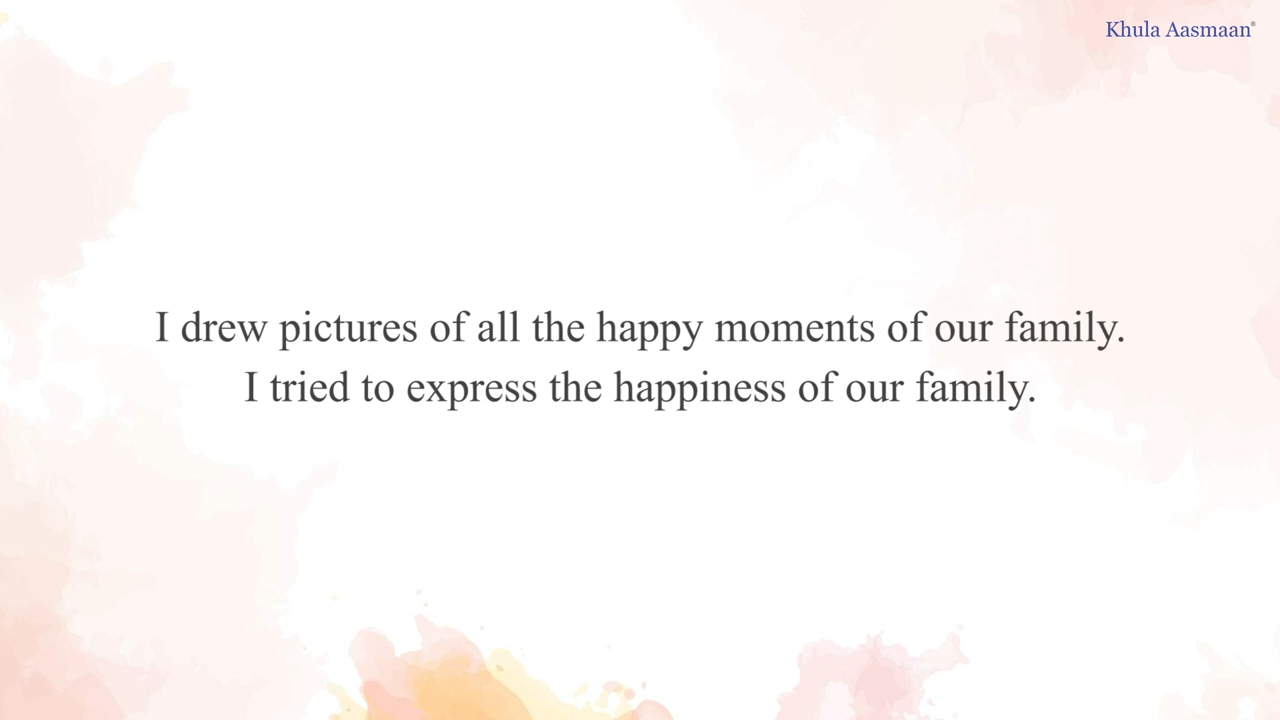 Khula Aasmaan®
I drew pictures of all the happy moments of our family.
I tried to express the happiness of our family.